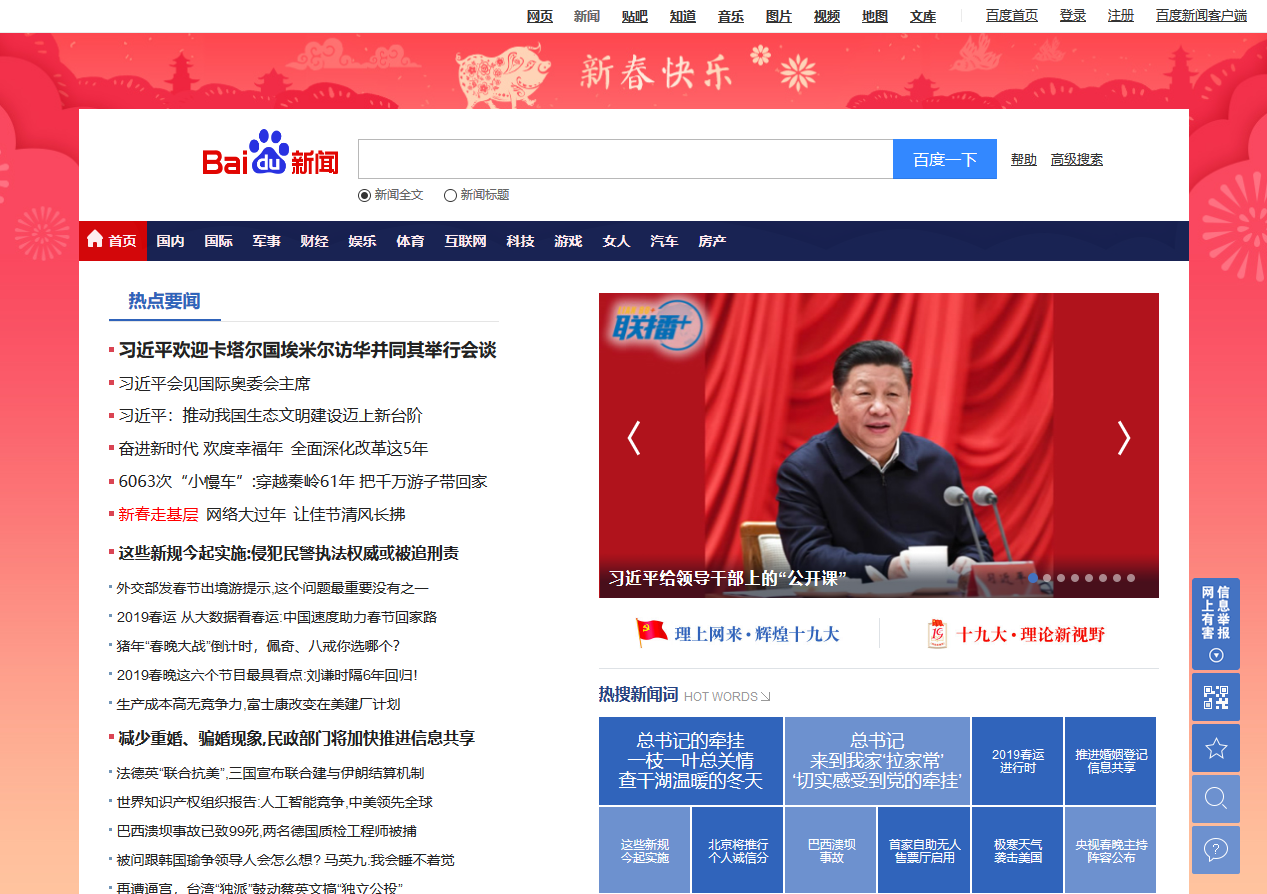 网页 新闻 贴吧 知道 音乐 图片 视频 地图 文库 百度首页 登录 注册 百度新闻客户端
新春快乐
Bai du 新闻
百度一下 帮助 高级搜索
新闻全文 新闻标题
首页 国内 国际 军事 财经 娱乐 体育 互联网 科技 游戏 女人 汽车 房产
热点要闻
习近平欢迎卡塔尔国埃米尔访华并同其举行会谈
习近平会见国际奥委会主席
习近平：推动我国生态文明建设迈上新台阶
奋进新时代 欢度幸福年 全面深化改革这5年
6063次“小慢车”:穿越秦岭61年 把千万游子带回家
新春走基层 网络大过年 让佳节清风长拂
这些新规今起实施:侵犯民警执法权威或被追刑责
外交部发春节出境游提示,这个问题最重要没有之一
2019春运 从大数据看春运:中国速度助力春节回家路
猪年“春晚大战”倒计时，佩奇、八戒你选哪个?
2019春晚这六个节目最具看点:刘谦时隔6年回归!
生产成本高无竞争力,富士康改变在美建厂计划
减少重婚、骗婚现象,民政部门将加快推进信息共享
法德英“联合抗美”,三国宣布联合建与伊朗结算机制
世界知识产权组织报告:人工智能竞争,中美领先全球
巴西溃坝事故已致99死,两名德国质检工程师被捕
被问跟韩国瑜争领导人会怎么想? 马英九:我会睡不着觉
再遭逼宫，台湾“独派”鼓动蔡英文搞“独立公投”
联播+
习近平给领导干部上的“公开课”
理上网来·辉煌十九大
19
十九大·理论新视野
热搜新闻词 HOT WORDS
总书记的牵挂
一枝一叶总关情
查干湖温暖的冬天
总书记
来到我家‘拉家常’
‘切实感受到党的牵挂’
2019春运
进行时
推进婚姻登记
信息共享
这些新规
今起实施
北京将推行
个人诚信分
巴西溃坝
事故
首家自助无人
售票厅启用
极寒天气
袭击美国
央视春晚主持
阵容公布
网上有害
信息举报